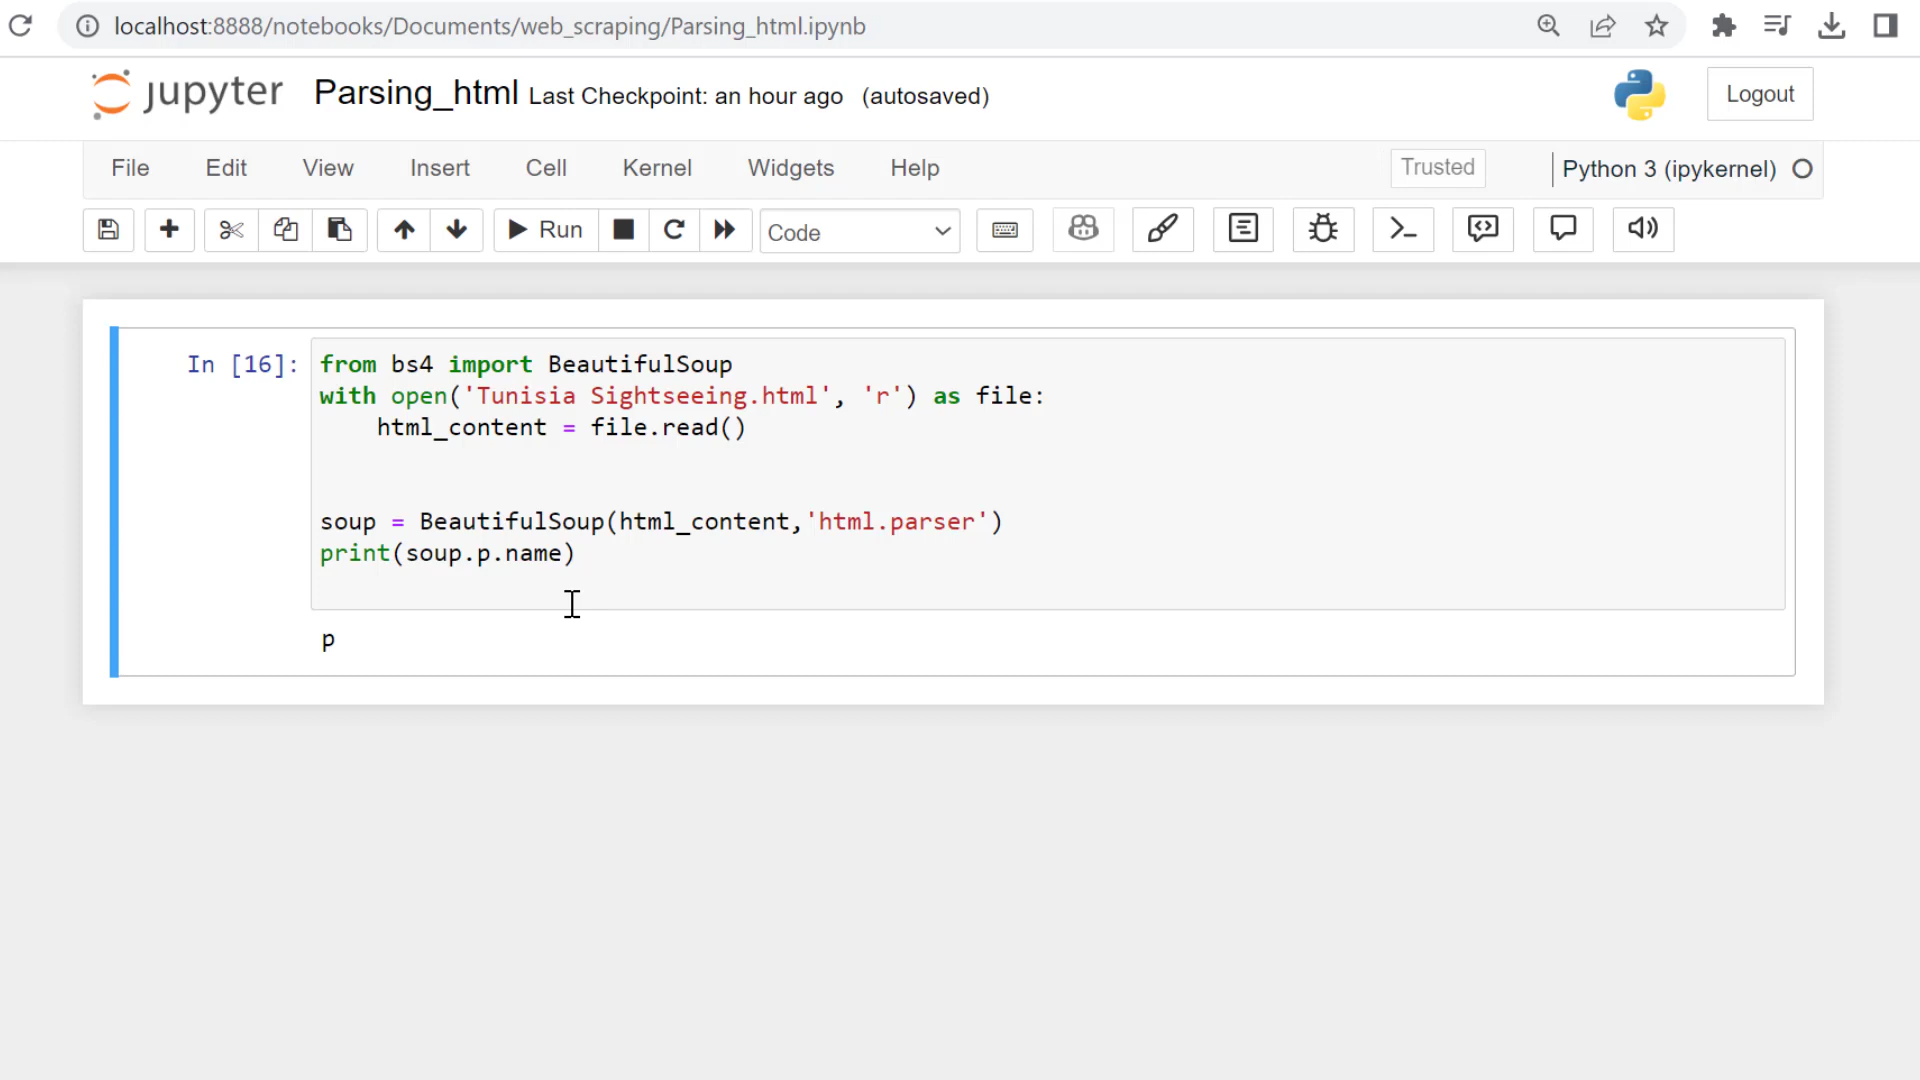 localhost:8888/notebooks/Documents/web_scraping/Parsing_html.ipynb
jupyter Parsing_html Last Checkpoint: an hour ago (autosaved) Logout
File Edit View Insert Cell Kernel Widgets Help Trusted Python 3 (ipykernel)
Run Code
In [16]: from bs4 import BeautifulSoup
with open('Tunisia Sightseeing.html', 'r') as file:
    html_content = file.read()
soup = BeautifulSoup(html_content,'html.parser')
print(soup.p.name)
p